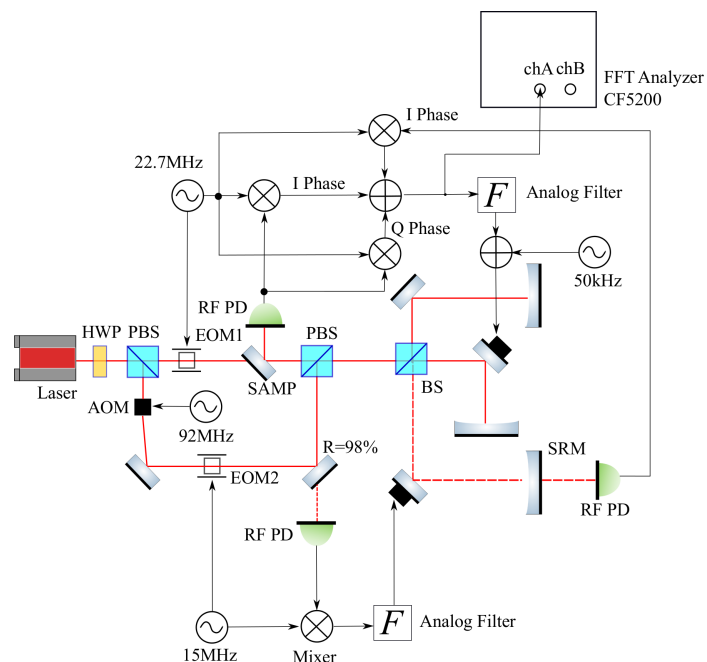 chA chB
FFT Analyzer
CF5200
I Phase
22.7MHz
I Phase
F
Analog Filter
Q Phase
50kHz
RF PD
HWP PBS
EOM1
PBS
Laser
SAMP
BS
AOM
92MHz
R=98%
SRM
EOM2
RF PD
RF PD
F
Analog Filter
15MHz
Mixer